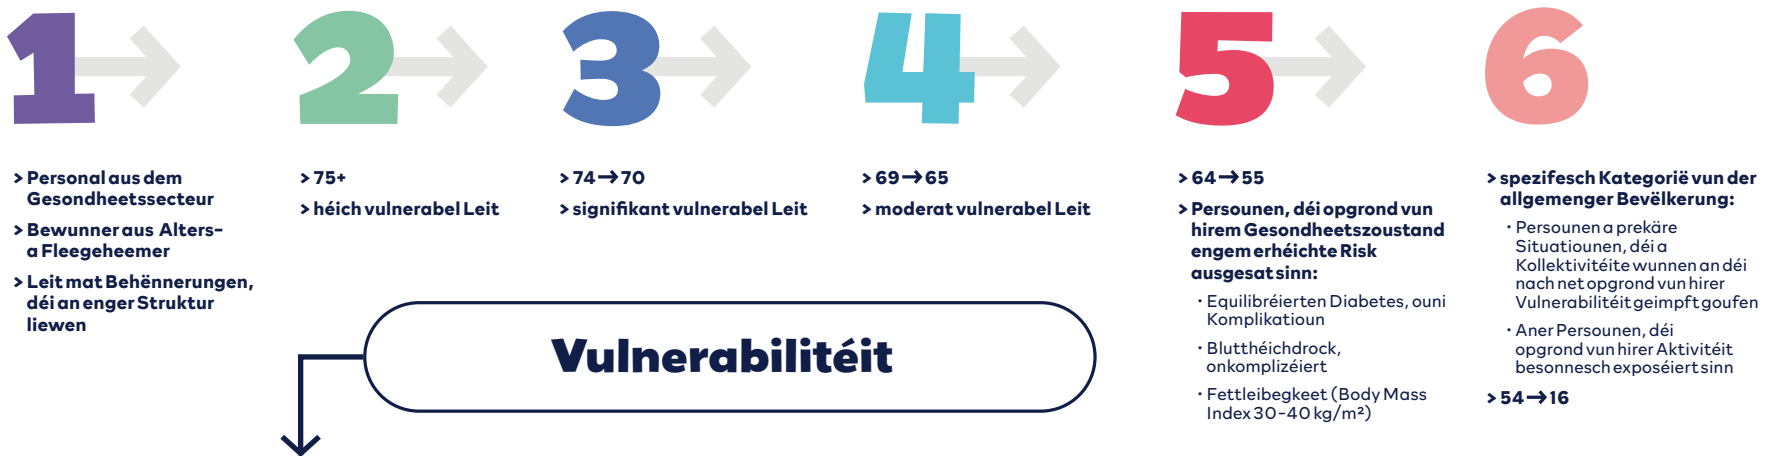 1
> Personal aus dem
Gesondheetssecteur
> Bewunner aus Alters-
a Fleegeheemer
> Leit mat Behënnerungen,
déi an enger Struktur
liewen
2
> 75+
> héich vulnerabel Leit
3
> 74→70
> signifikant vulnerabel Leit
4
> 69→65
> moderat vulnerabel Leit
5
> 64→55
> Persounen, déi opgrond vun
hirem Gesondheetszoustand
engem erhéichte Risk
ausgesat sinn:
· Equilibréierten Diabetes, ouni
Komplikatioun
· Blutthéichdrock,
onkomplizéiert
· Fettleibegkeet (Body Mass
Index 30-40 kg/m²)
6
> spezifesch Kategorië vun der
allgemenger Bevëlkerung:
· Persounen a prekäre
Situatiounen, déi a
Kollektivitéite wunnen an déi
nach net opgrond vun hirer
Vulnerabilitéit geimpft goufen
· Aner Persounen, déi
opgrond vun hirer Aktivitéit
besonnesch exposéiert sinn
> 54→16
Vulnerabilitéit